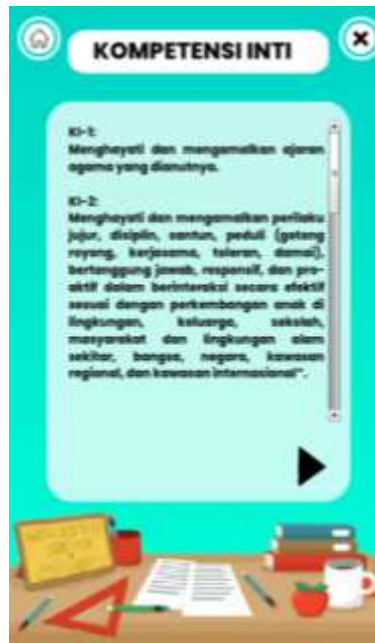 KOMPETENSI INTI
KI-1:
Menghayati dan mengamalkan ajaran
agama yang dianutnya.
KI-2:
Menghayati dan mengamalkan perilaku
jujur, disiplin, santun, peduli (gotong
royong, kerjasama, toleran, damai),
bertanggung jawab, responsif, dan pro-
aktif dalam berinteraksi secara efektif
sesuai dengan perkembangan anak di
lingkungan, keluarga, sekolah,
masyarakat dan lingkungan alam
sekitar, bangsa, negara, kawasan
regional, dan kawasan internasional".